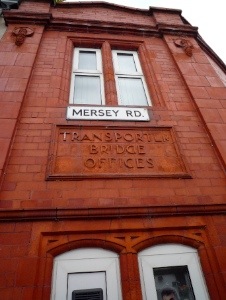 MERSEY RD.
TRANSPORTER
BRIDGE
OFFICES